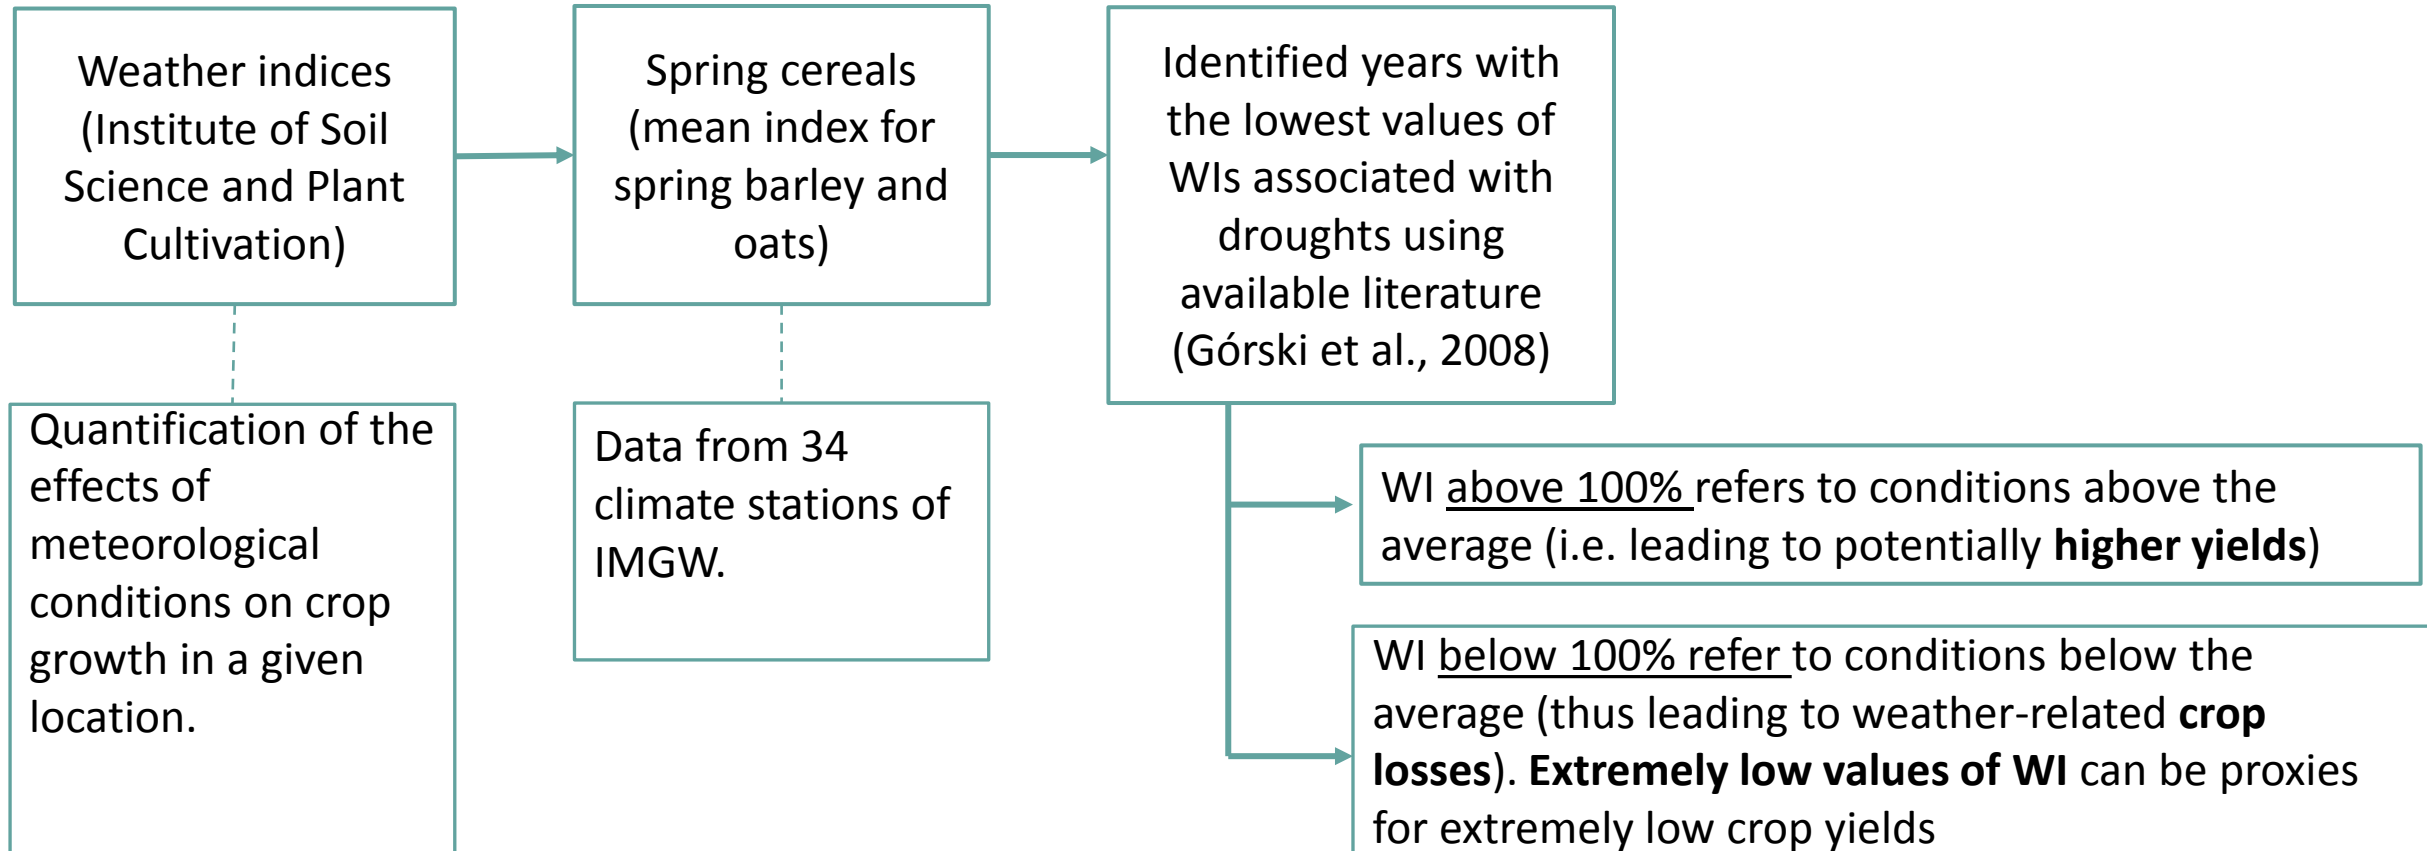 Weather indices
(Institute of Soil
Science and Plant
Cultivation)
Spring cereals
(mean index for
spring barley and
oats)
Identified years with
the lowest values of
WIs associated with
droughts using
available literature
(Górski et al., 2008)
Quantification of the
effects of
meteorological
conditions on crop
growth in a given
location.
Data from 34
climate stations of
IMGW.
WI above 100% refers to conditions above the
average (i.e. leading to potentially higher yields)
WI below 100% refer to conditions below the
average (thus leading to weather-related crop
losses). Extremely low values of WI can be proxies
for extremely low crop yields